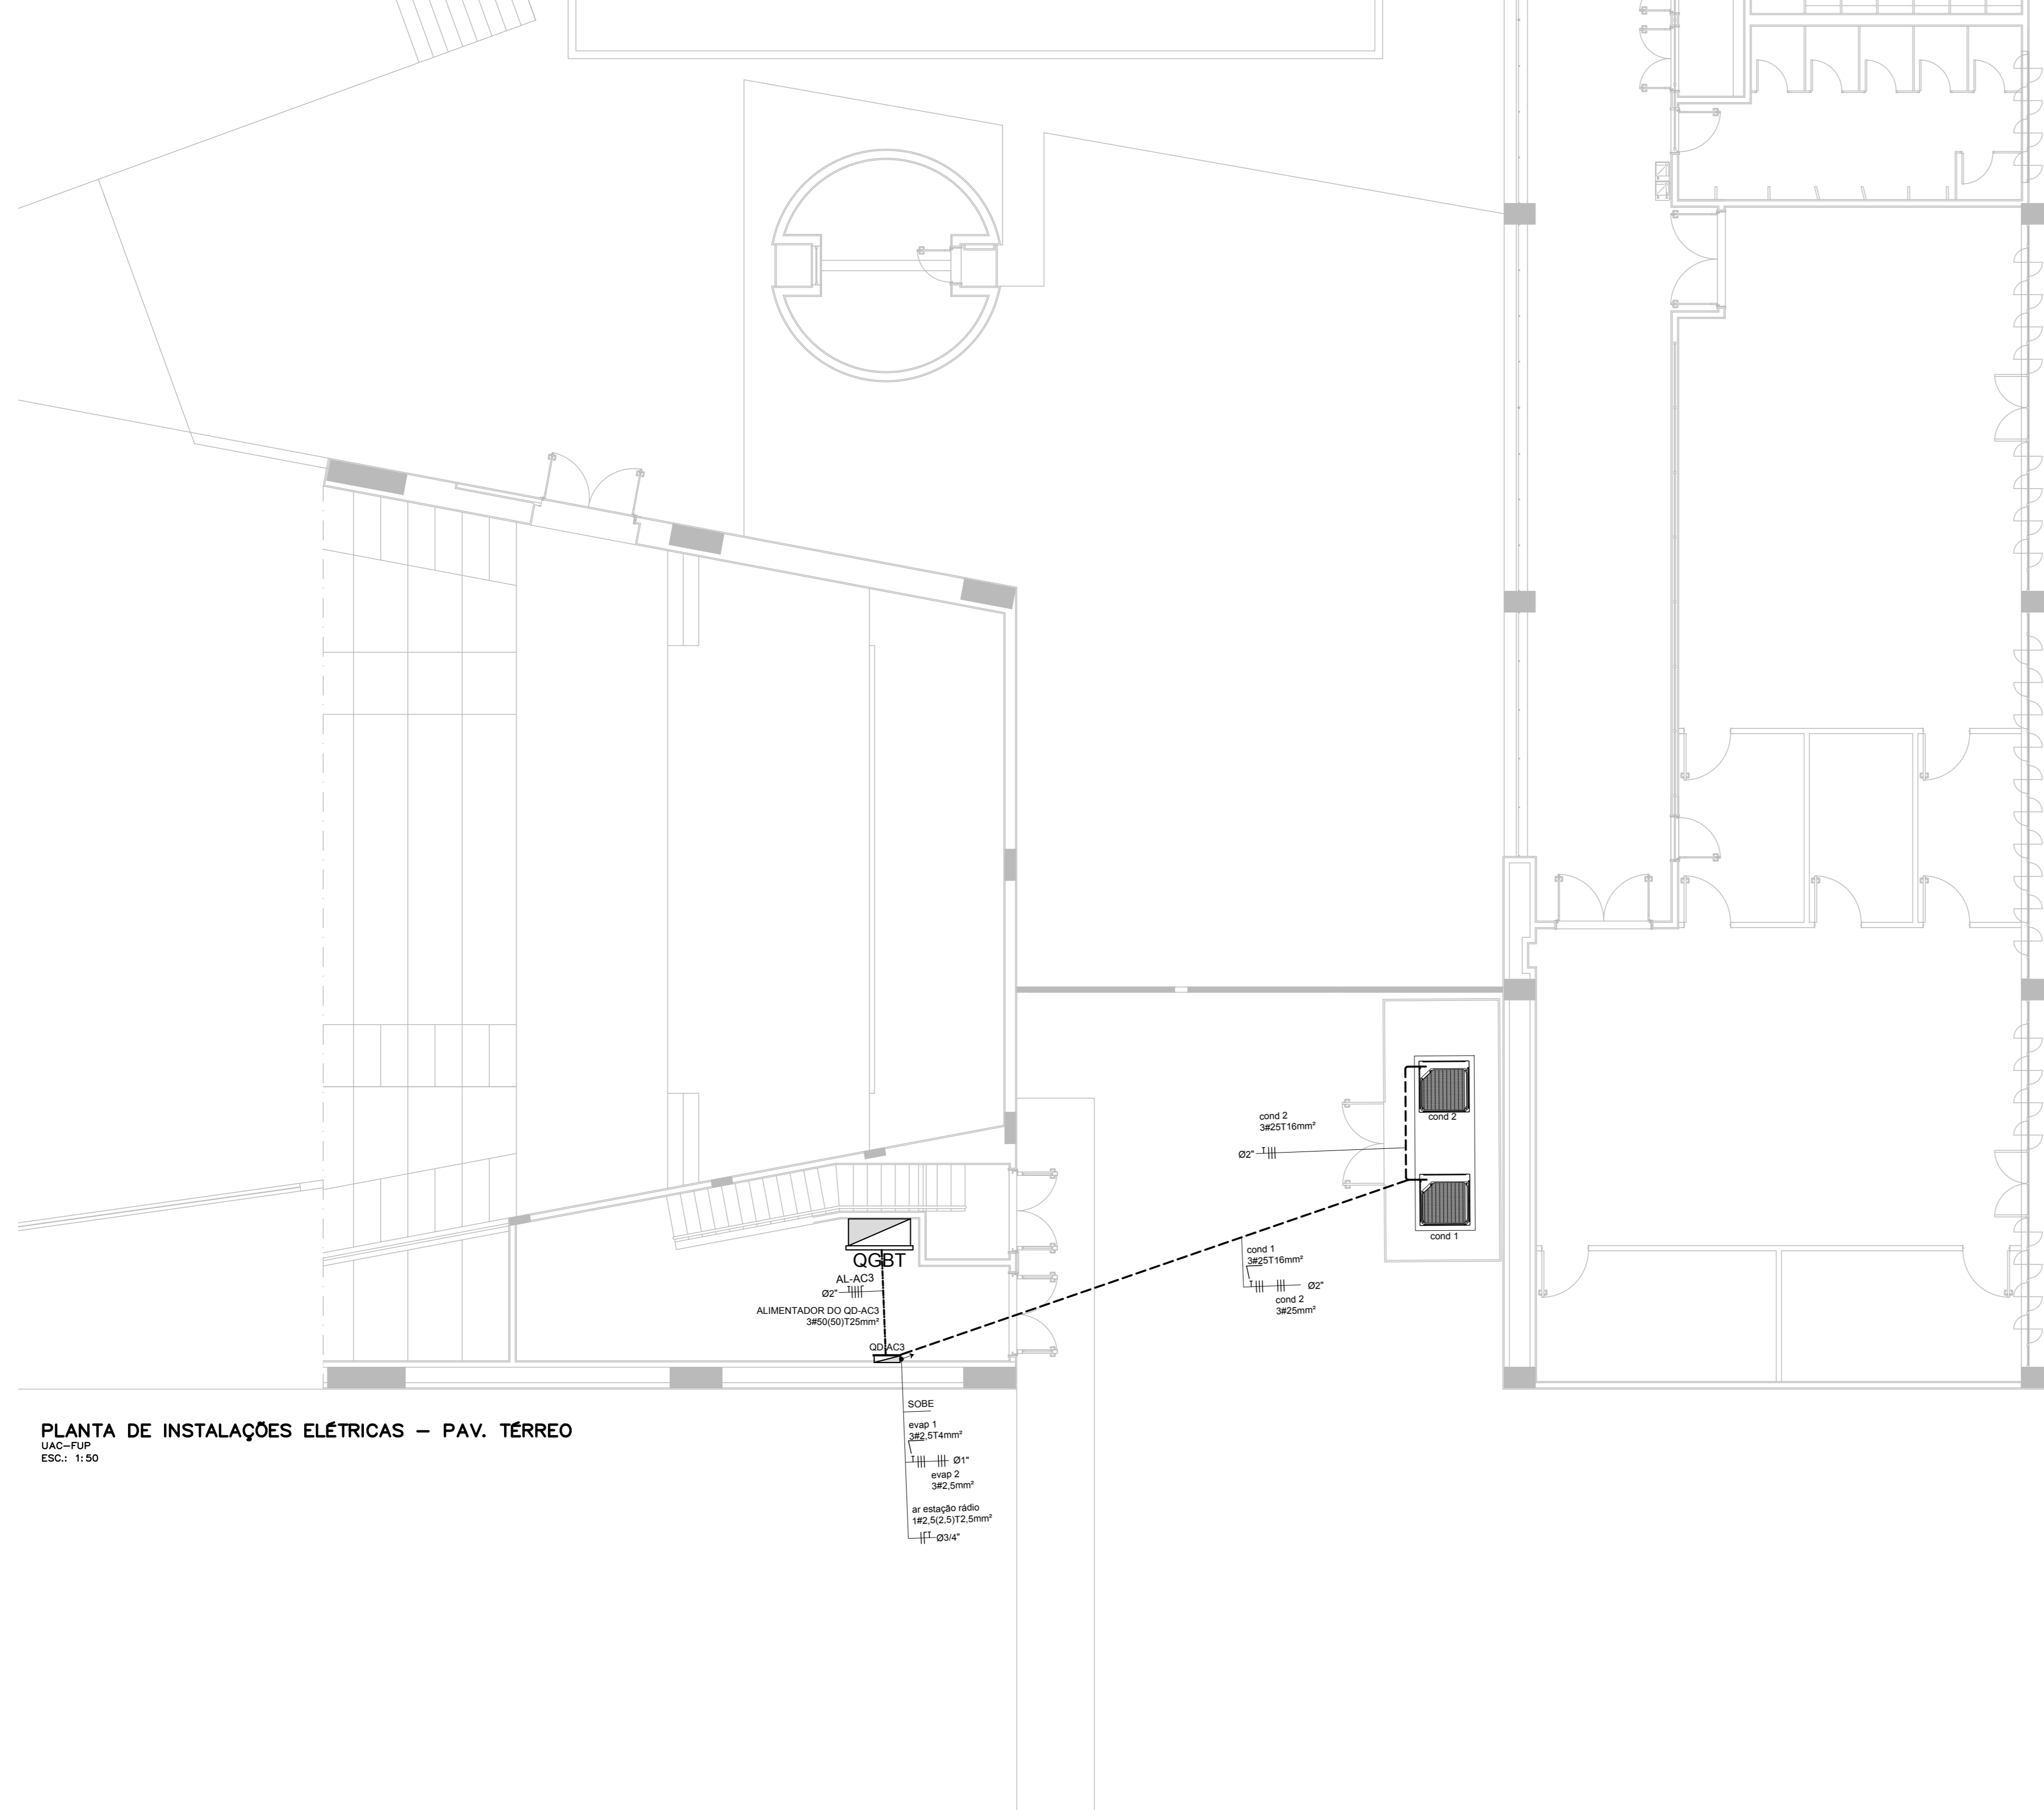 cond 2
3#25T16mm²
Ø2"
cond 2
cond 1
cond 1
3#25T16mm²
Ø2"
cond 2
3#25mm²
QGBT
AL-AC3
Ø2"
ALIMENTADOR DO QD-AC3
3#50(50)T25mm²
QD-AC3
SOBE
evap 1
3#2,5T4mm²
Ø1"
evap 2
3#2,5mm²
ar estação rádio
1#2,5(2,5)T2,5mm²
Ø3/4"
PLANTA DE INSTALAÇÕES ELÉTRICAS – PAV. TÉRREO
UAC–FUP
ESC.: 1:50